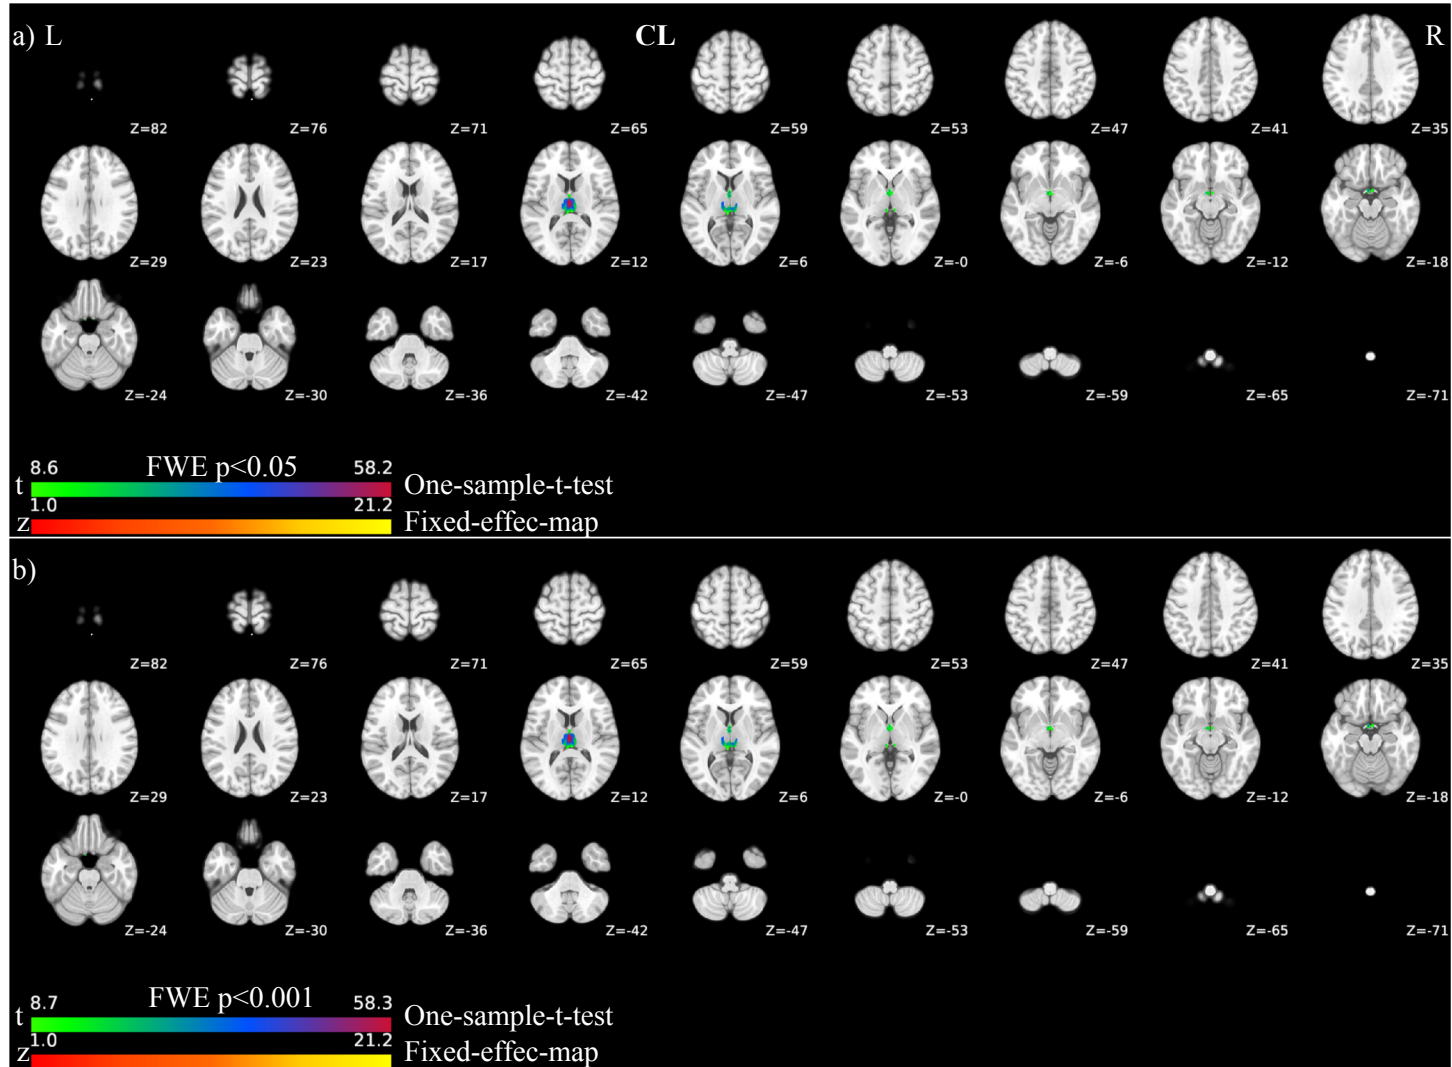 a) L CL R
Z=82 Z=76 Z=71 Z=65 Z=59 Z=53 Z=47 Z=41 Z=35
Z=29 Z=23 Z=17 Z=12 Z=6 Z=-0 Z=-6 Z=-12 Z=-18
Z=-24 Z=-30 Z=-36 Z=-42 Z=-47 Z=-53 Z=-59 Z=-65 Z=-71
8.6 FWE p<0.05 58.2
t One-sample-t-test
1.0 21.2
z Fixed-effec-map
b)
Z=82 Z=76 Z=71 Z=65 Z=59 Z=53 Z=47 Z=41 Z=35
Z=29 Z=23 Z=17 Z=12 Z=6 Z=-0 Z=-6 Z=-12 Z=-18
Z=-24 Z=-30 Z=-36 Z=-42 Z=-47 Z=-53 Z=-59 Z=-65 Z=-71
8.7 FWE p<0.001 58.3
t One-sample-t-test
1.0 21.2
z Fixed-effec-map